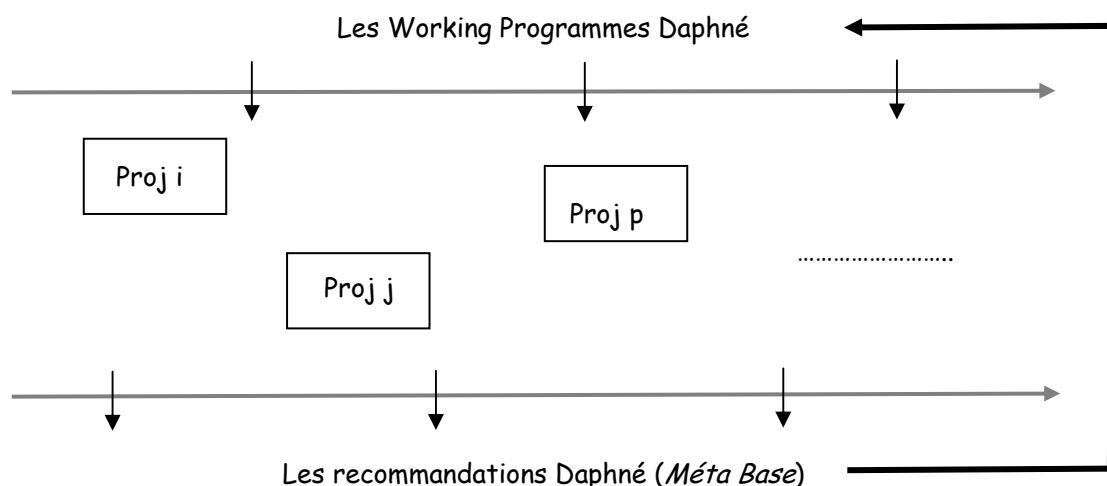 Les Working Programmes Daphné
Proj i
Proj p
Proj j
……………………..
Les recommandations Daphné (Méta Base)